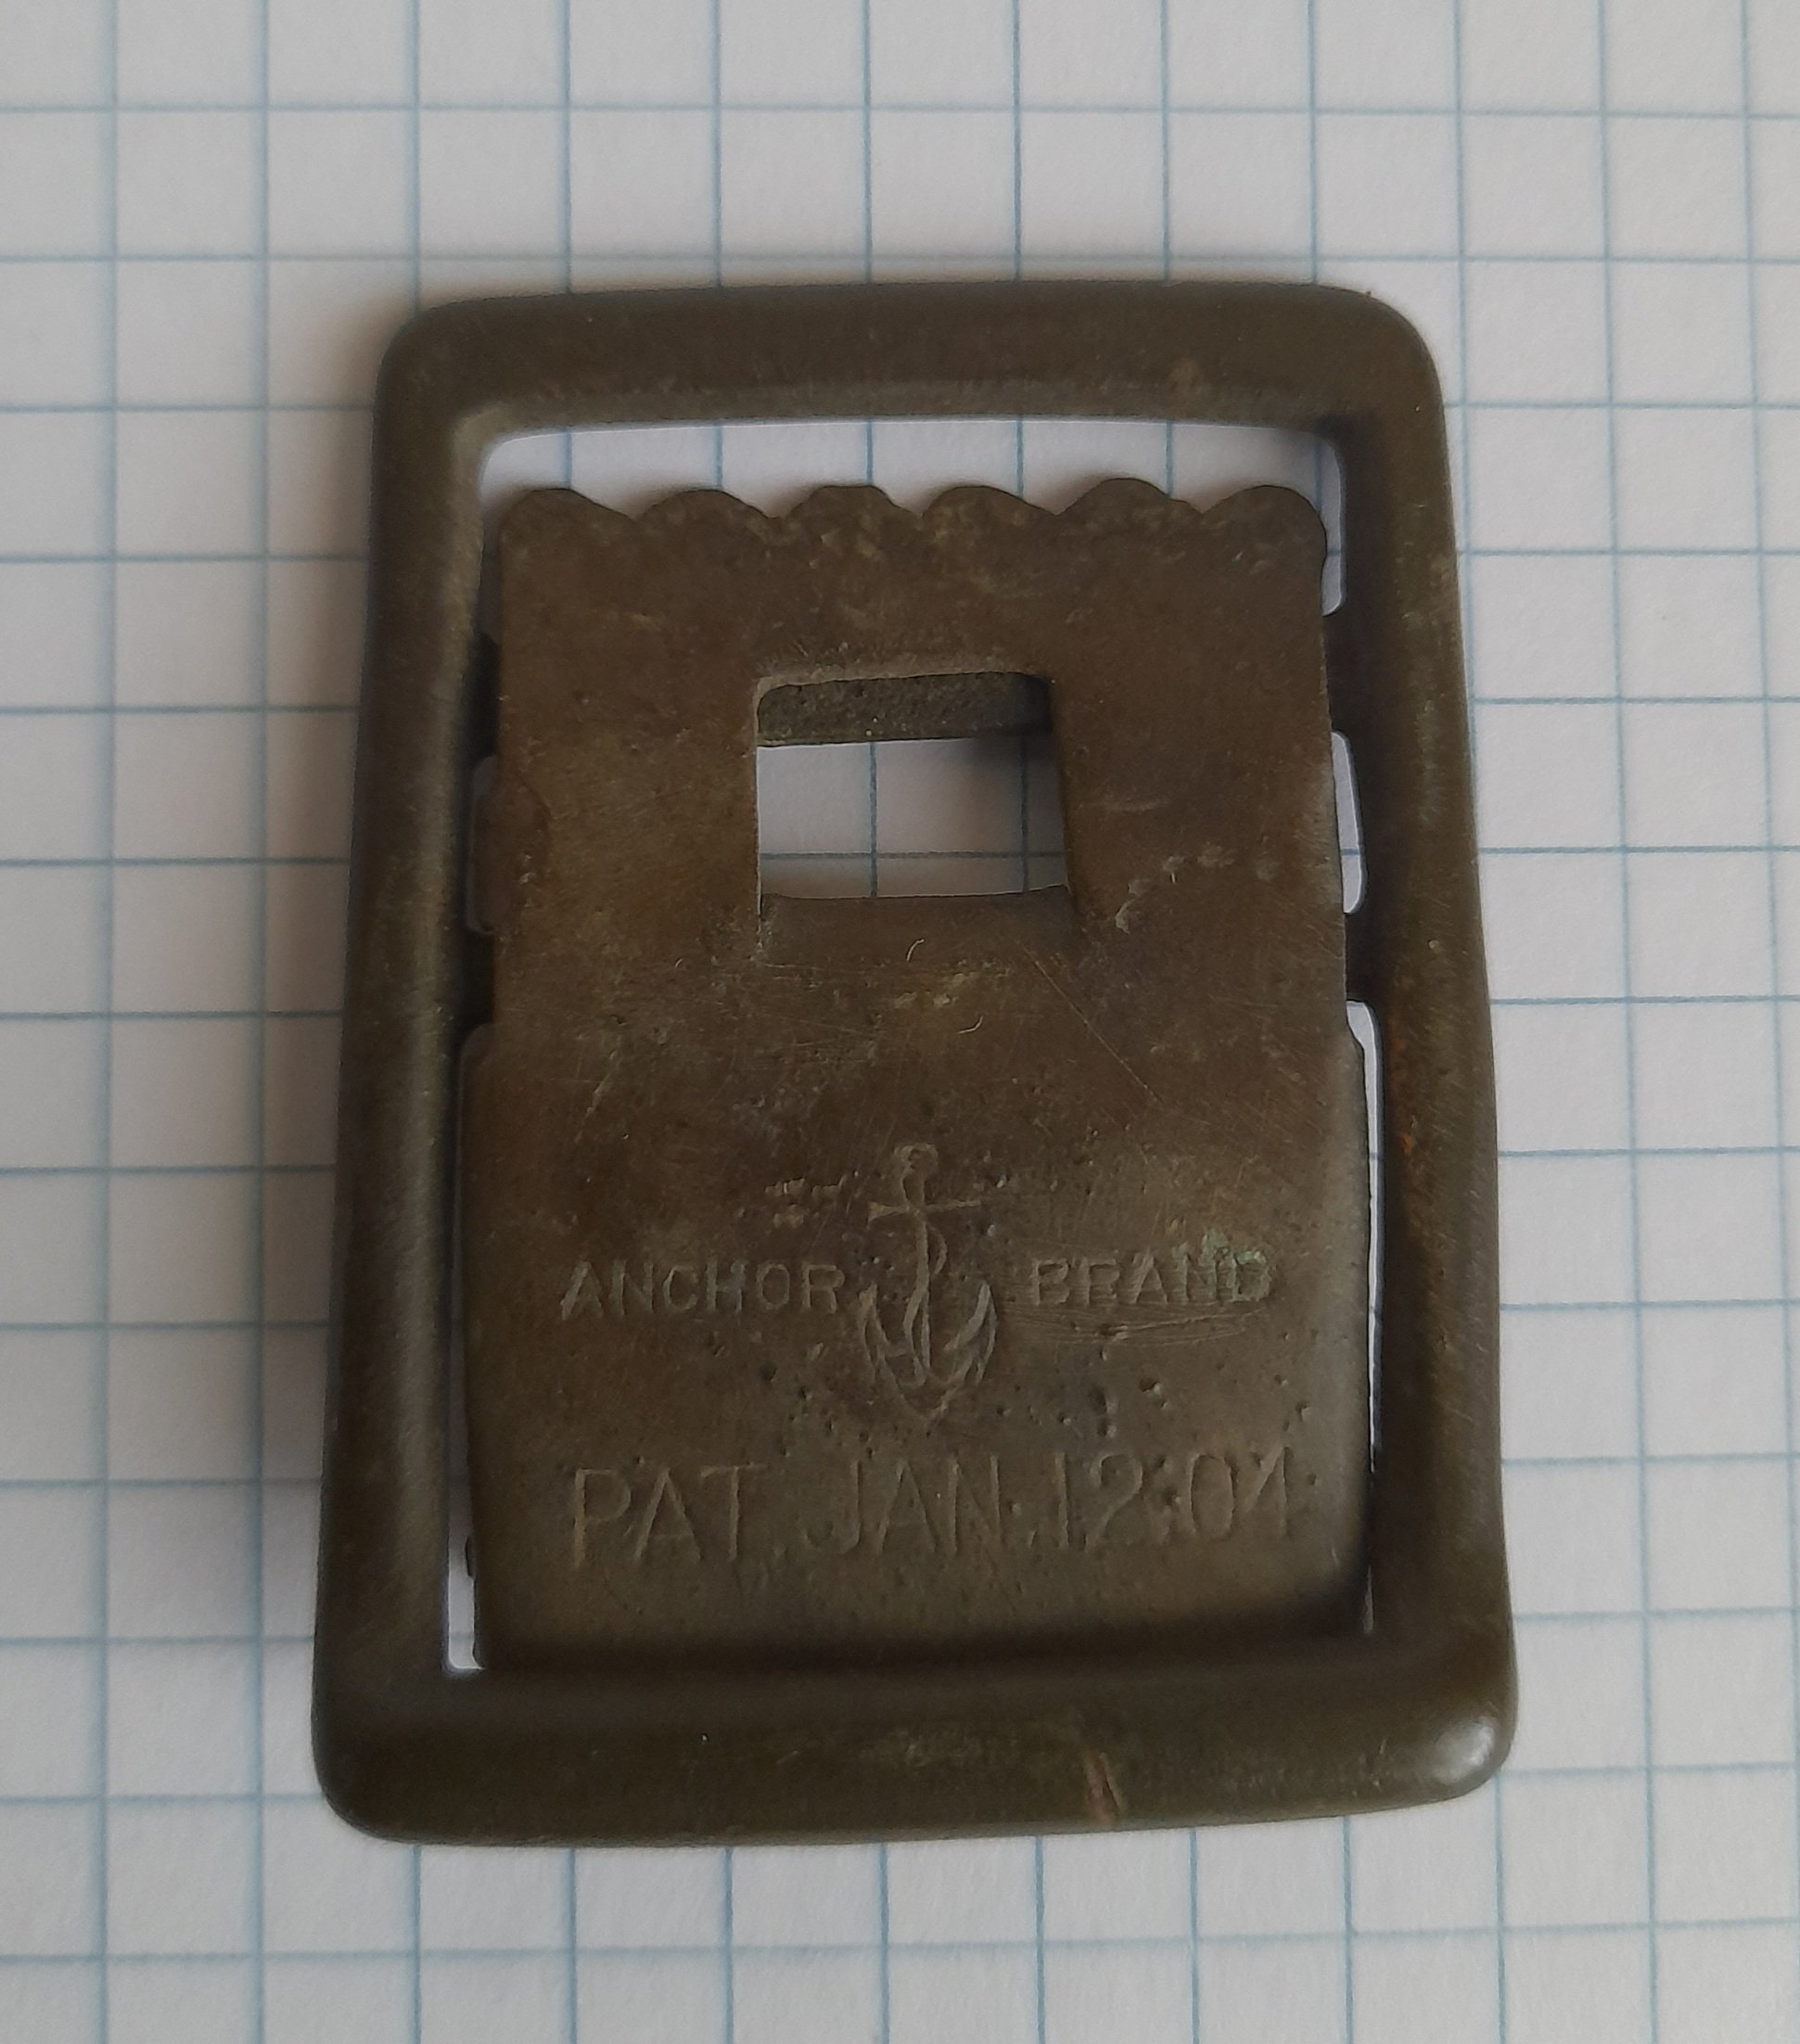 ANCHOR BRAND
PAT. JAN. 12.04